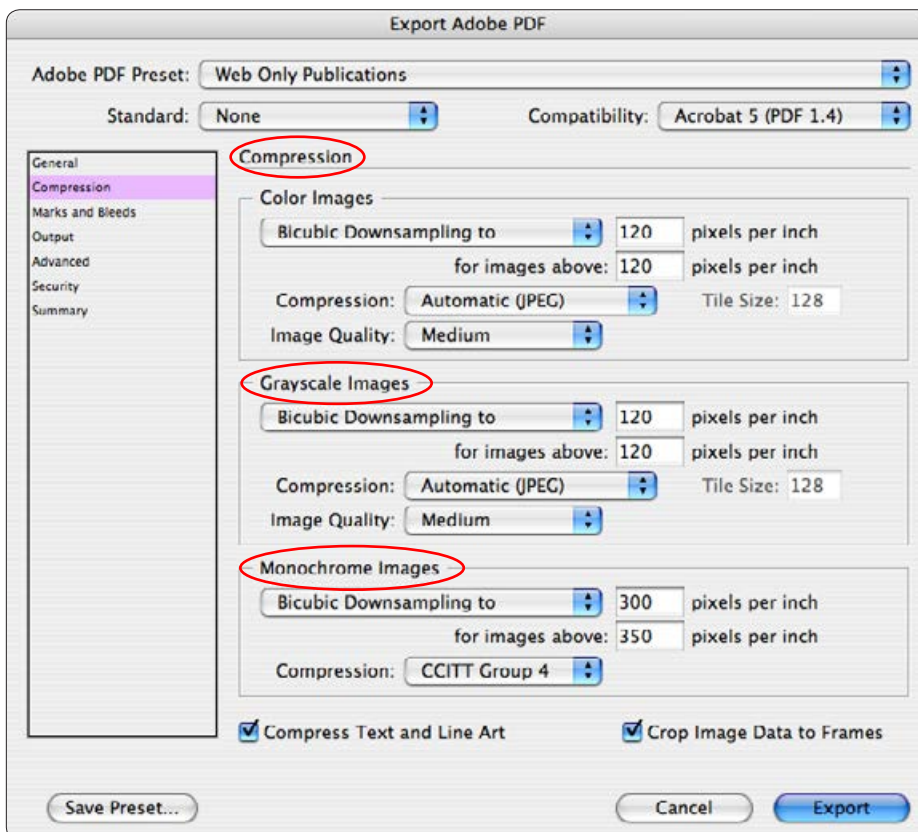 Export Adobe PDF
Adobe PDF Preset: Web Only Publications
Standard: None Compatibility: Acrobat 5 (PDF 1.4)
General
Compression
Marks and Bleeds
Output
Advanced
Security
Summary
Compression
Color Images
Bicubic Downsampling to 120 pixels per inch
for images above: 120 pixels per inch
Compression: Automatic (JPEG) Tile Size: 128
Image Quality: Medium
Grayscale Images
Bicubic Downsampling to 120 pixels per inch
for images above: 120 pixels per inch
Compression: Automatic (JPEG) Tile Size: 128
Image Quality: Medium
Monochrome Images
Bicubic Downsampling to 300 pixels per inch
for images above: 350 pixels per inch
Compression: CCITT Group 4
Compress Text and Line Art Crop Image Data to Frames
Save Preset... Cancel Export